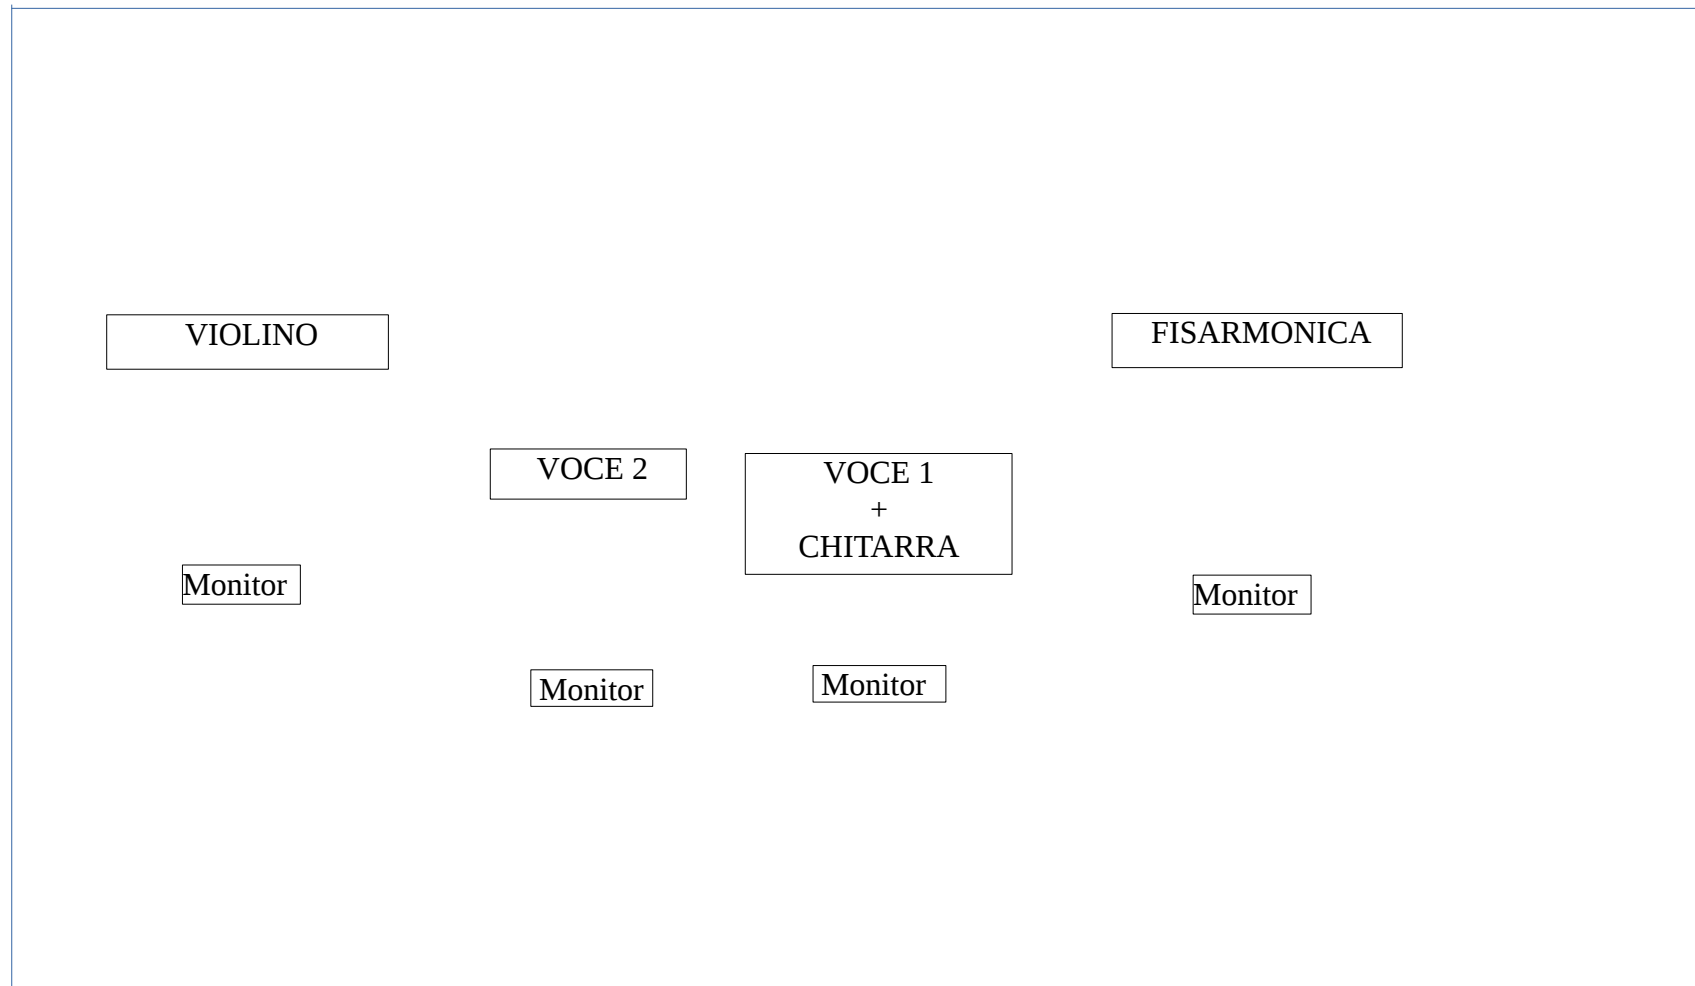 VIOLINO
FISARMONICA
VOCE 2
VOCE 1
+
CHITARRA
Monitor
Monitor
Monitor
Monitor